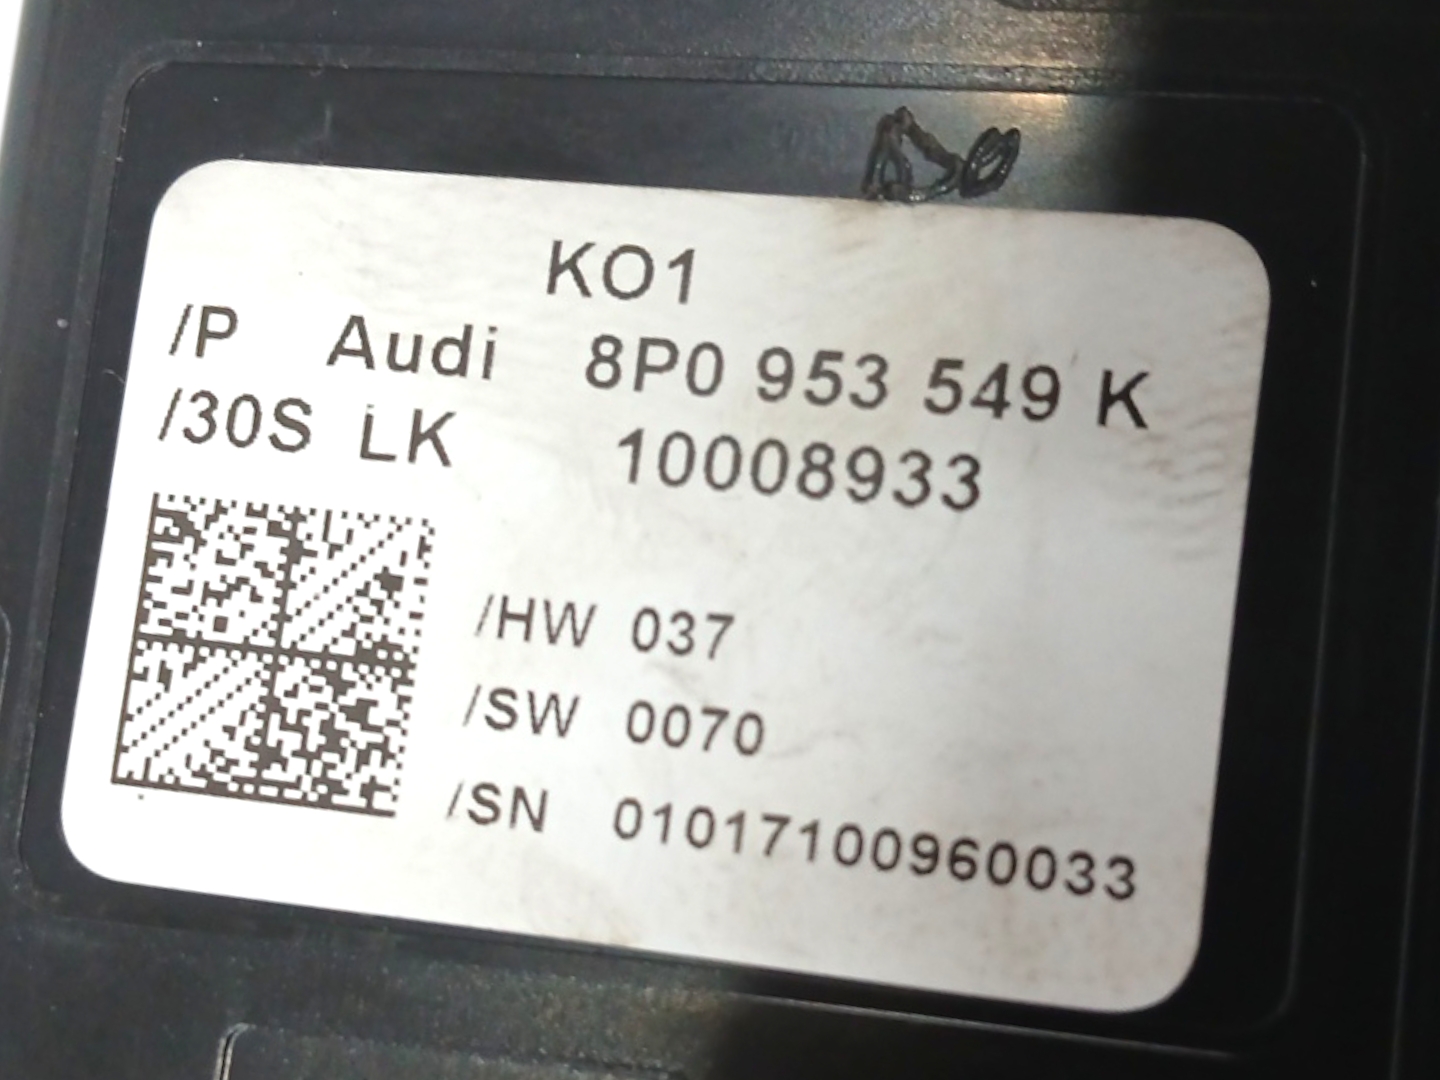 KO1
/P Audi 8P0 953 549 K
/30S LK 10008933
/HW 037
/SW 0070
/SN 01017100960033